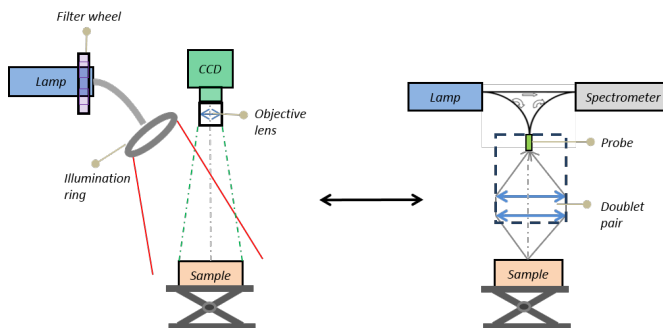 Filter wheel
Lamp
CCD
Objective
lens
Illumination
ring
Sample
Lamp
Spectrometer
Probe
Doublet
pair
Sample